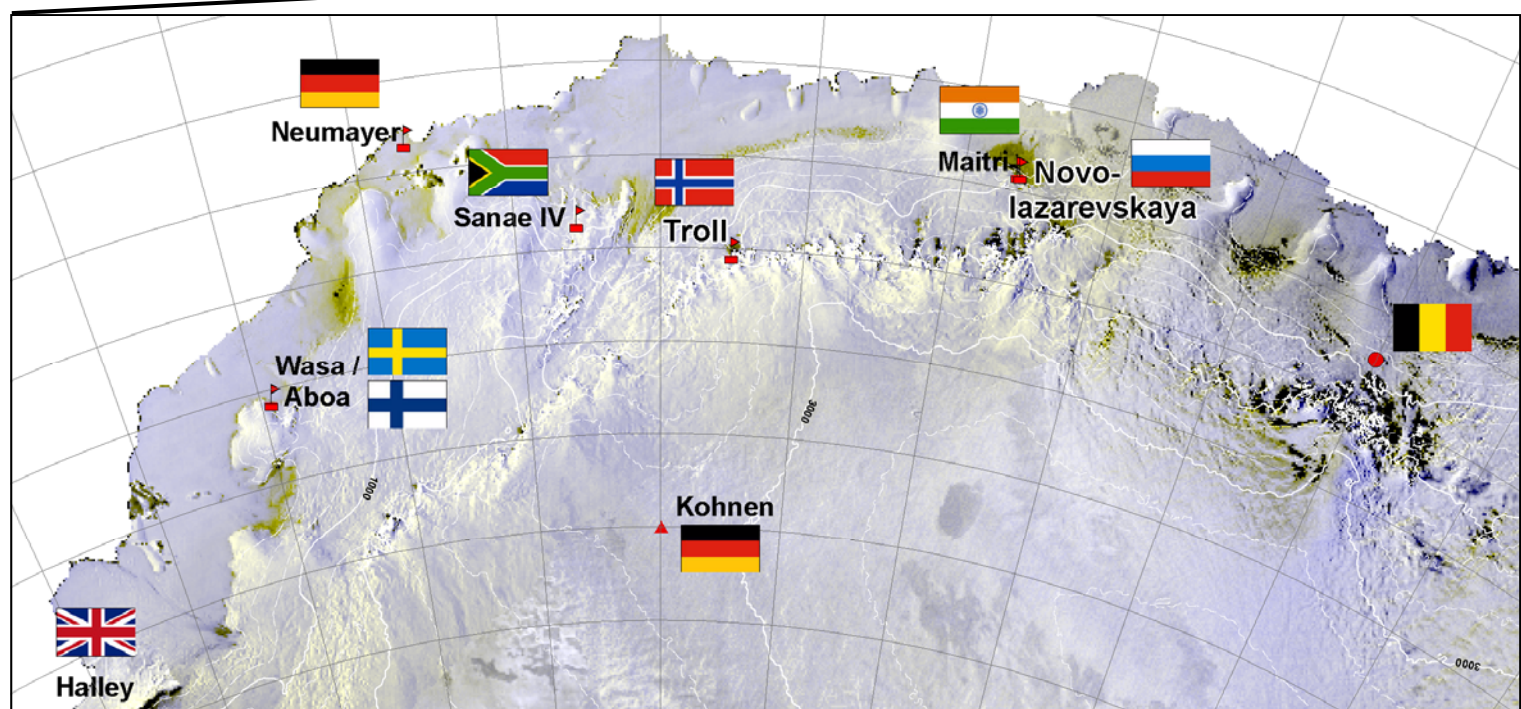 Neumayer
Sanae IV
Troll
Maitri
Novo-
lazarevskaya
Wasa /
Aboa
3000
1000
Kohnen
3000
Halley